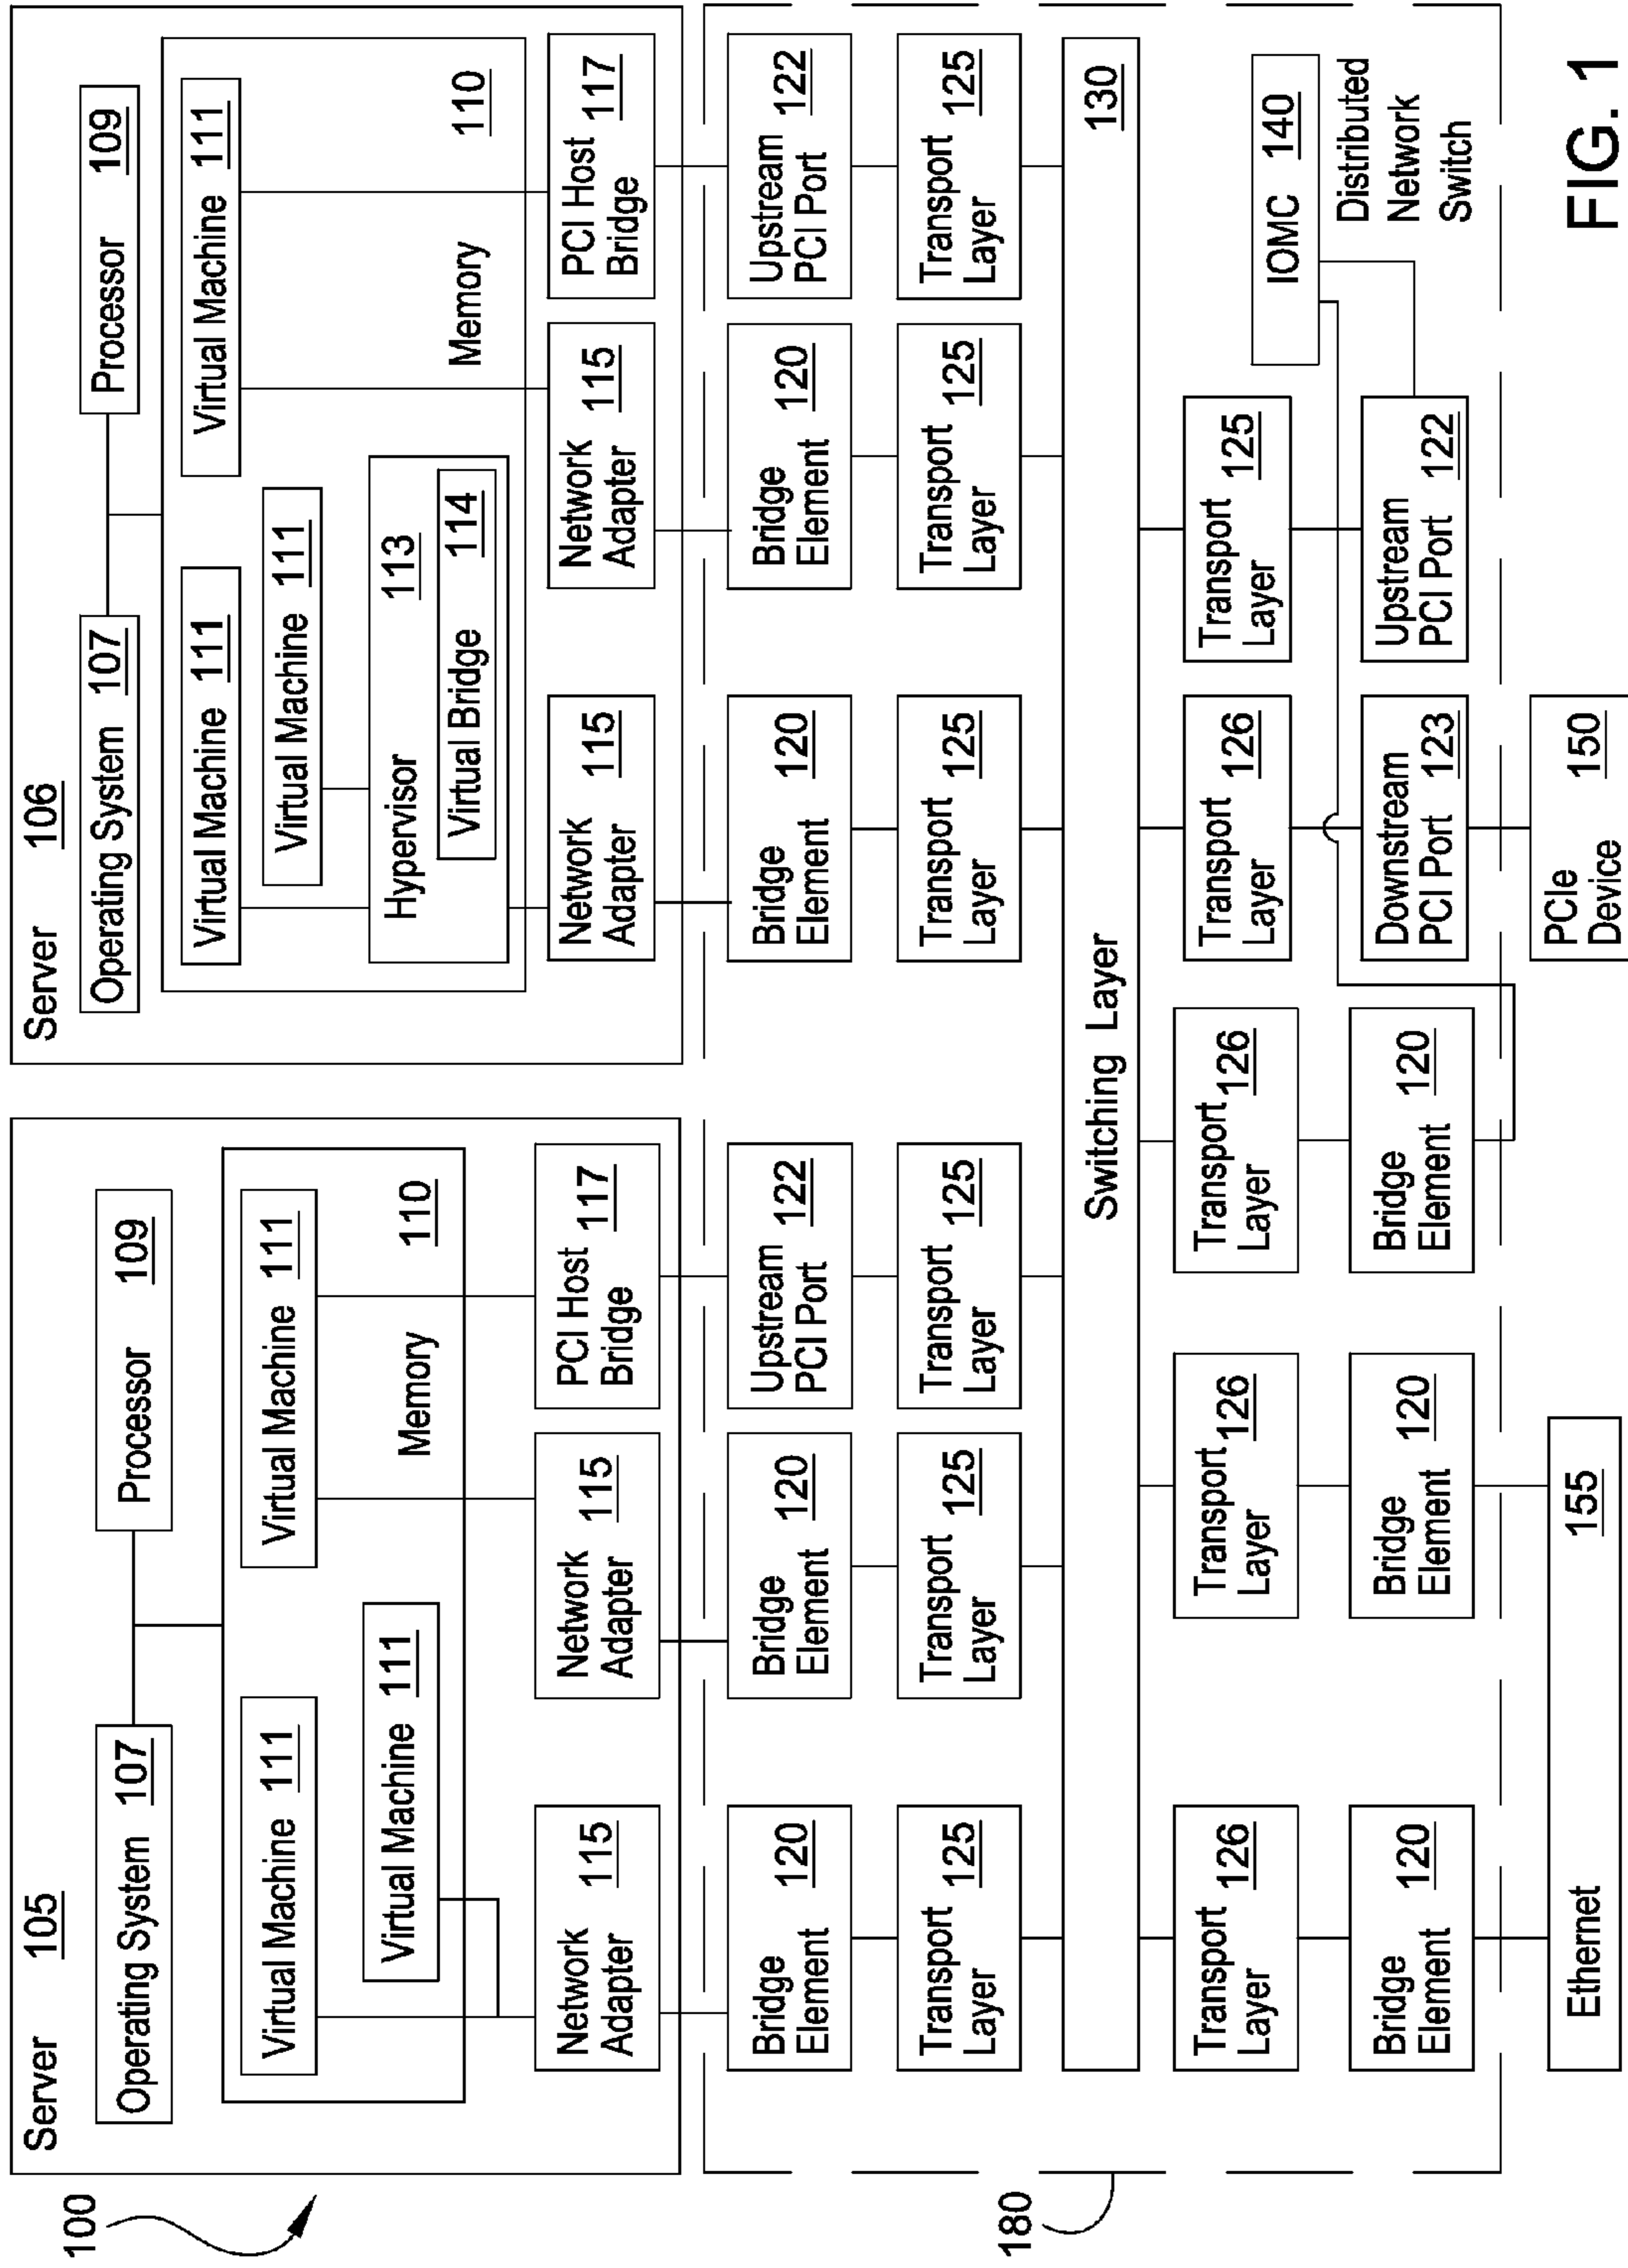 100
Server 105
Operating System 107
Processor 109
Virtual Machine 111
Virtual Machine 111
Virtual Machine 111
Memory 110
Network
Adapter 115
Network
Adapter 115
PCI Host
Bridge 117
Server 106
Operating System 107
Processor 109
Virtual Machine 111
Virtual Machine 111
Virtual Machine 111
Hypervisor 113
Virtual Bridge 114
Memory 110
Network
Adapter 115
Network
Adapter 115
PCI Host
Bridge 117
180
Bridge
Element 120
Bridge
Element 120
Upstream
PCI Port 122
Bridge
Element 120
Bridge
Element 120
Upstream
PCI Port 122
Transport
Layer 125
Transport
Layer 125
Transport
Layer 125
Transport
Layer 125
Transport
Layer 125
Transport
Layer 125
Switching Layer 130
Transport
Layer 126
Transport
Layer 126
Transport
Layer 126
Transport
Layer 126
Transport
Layer 125
IOMC 140
Distributed
Network
Switch
Bridge
Element 120
Bridge
Element 120
Bridge
Element 120
Downstream
PCI Port 123
Upstream
PCI Port 122
Ethernet 155
PCIe
Device 150
FIG. 1